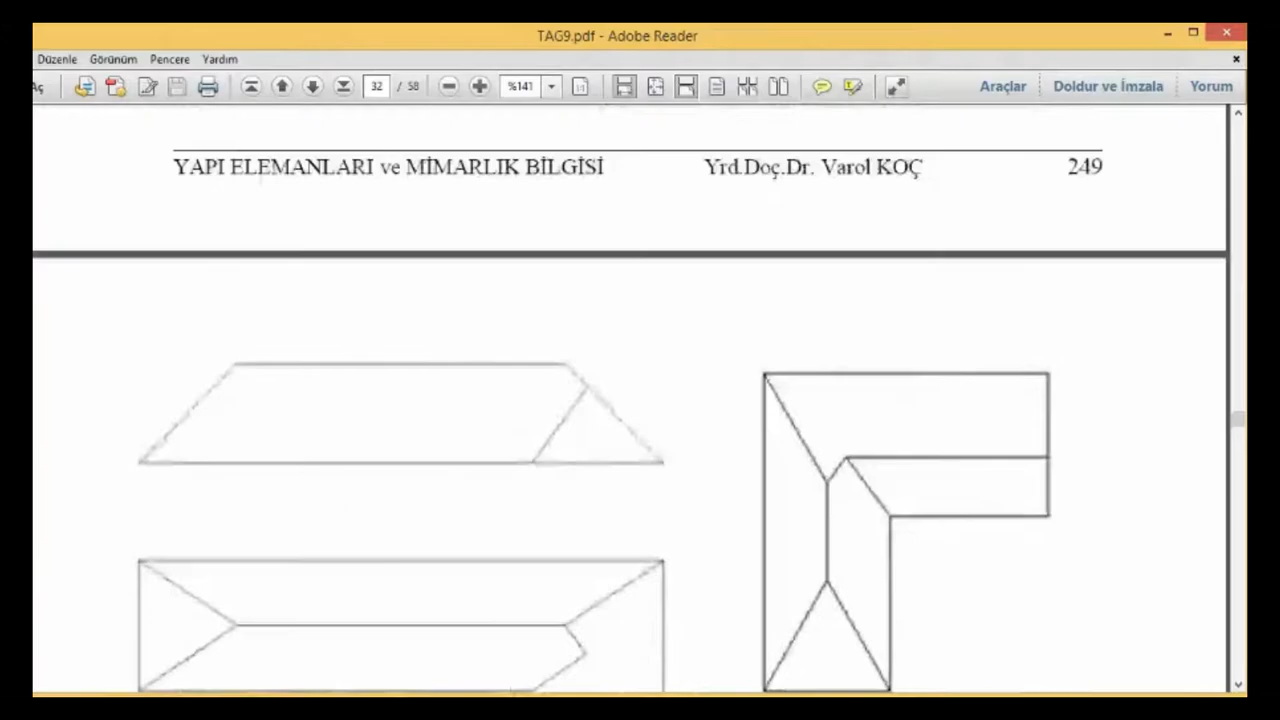 TAG9.pdf - Adobe Reader
Düzenle Görünüm Pencere Yardım
Aç 32 / 58 %141 Araçlar Doldur ve İmzala Yorum
YAPI ELEMANLARI ve MİMARLIK BİLGİSİ Yrd.Doç.Dr. Varol KOÇ 249